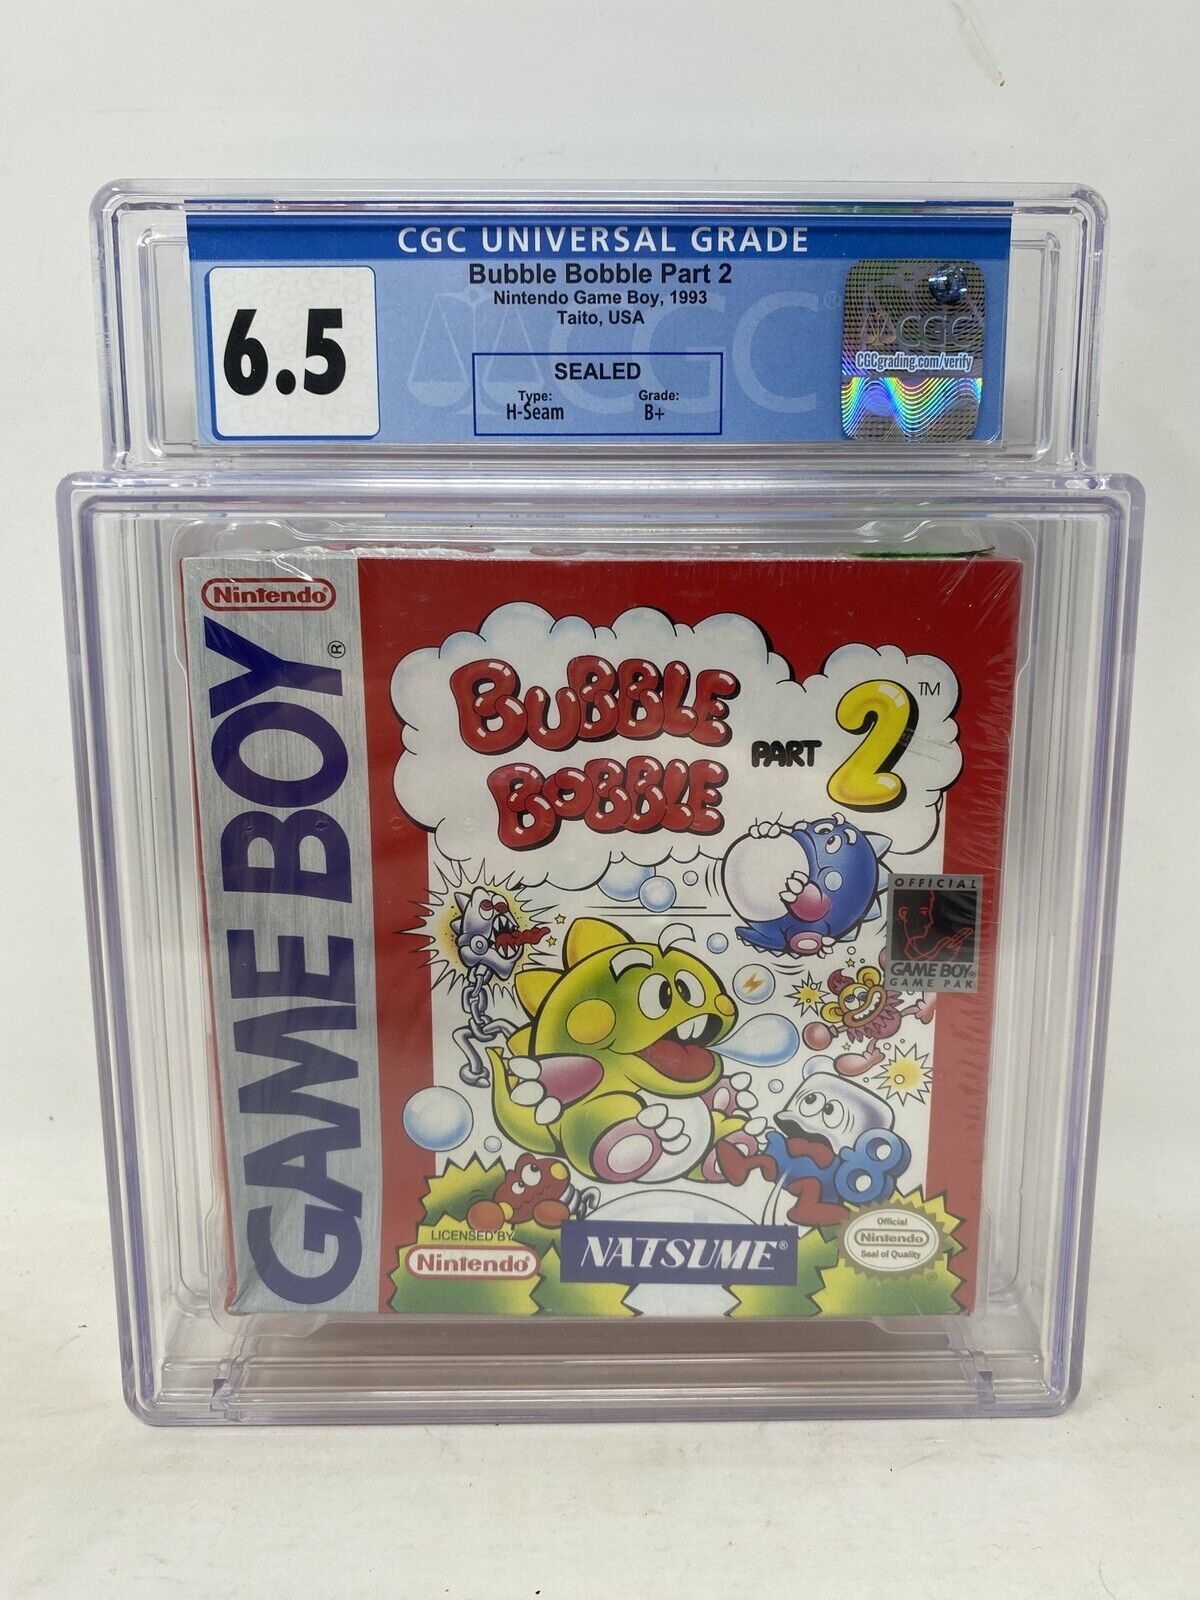 CGC UNIVERSAL GRADE
6.5
Bubble Bobble Part 2
Nintendo Game Boy, 1993
Taito, USA
SEALED
Type: Grade:
H-Seam B+
CGC®
CGC
CGCgrading.com/verify
Nintendo®
GAME BOY®
BUBBLE
BOBBLE
PART 2™
OFFICIAL
GAME BOY®
GAME PAK
LICENSED BY
Nintendo®
NATSUME®
Official
Nintendo
Seal of Quality